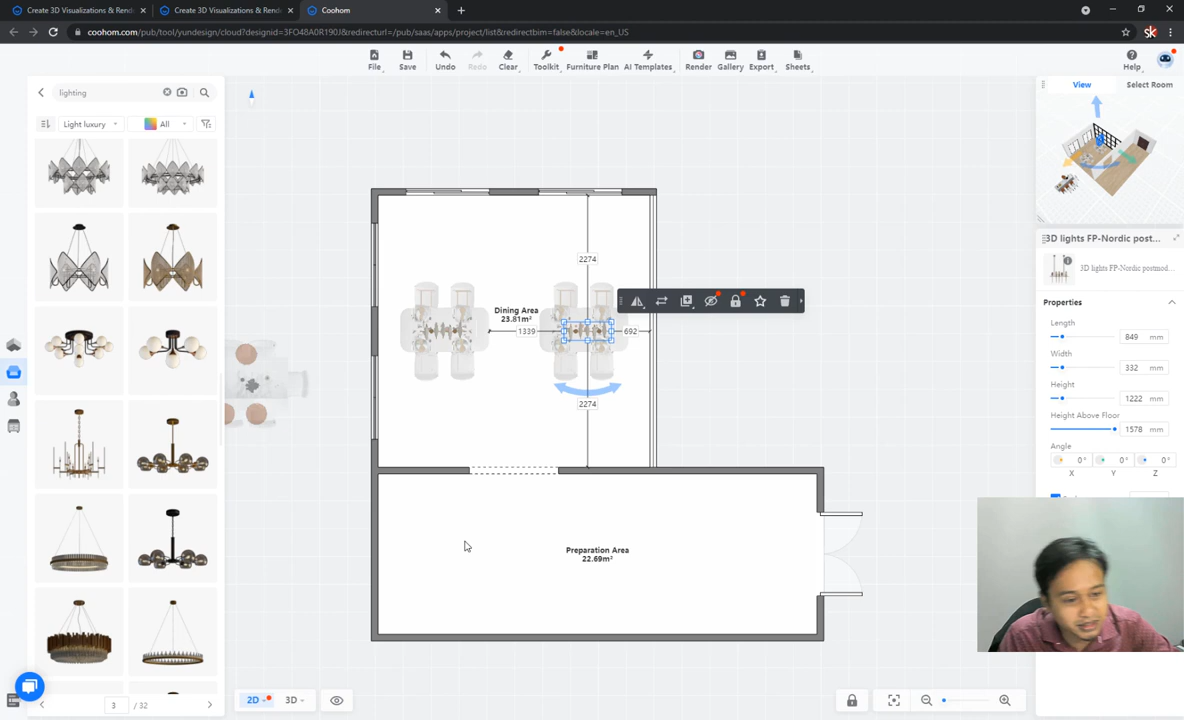 Create 3D Visualizations & Rend
Create 3D Visualizations & Rend
Coohom
coohom.com/pub/tool/yundesign/cloud?designid=3FO48A0R190J&redirecturl=/pub/saas/apps/project/list&redirectbim=false&locale=en_US
File
Save
Undo
Redo
Clear
Toolkit
Furniture Plan
AI Templates
Render
Gallery
Export
Sheets
Help
lighting
Light luxury
All
View
Select Room
2274
Dining Area
23.81m²
1339
692
2274
Preparation Area
22.69m²
3D lights FP-Nordic post...
3D lights FP-Nordic postmod...
Properties
Length
849 mm
Width
332 mm
Height
1222 mm
Height Above Floor
1578 mm
Angle
0° 0° 0°
X Y Z
3 / 32
2D
3D